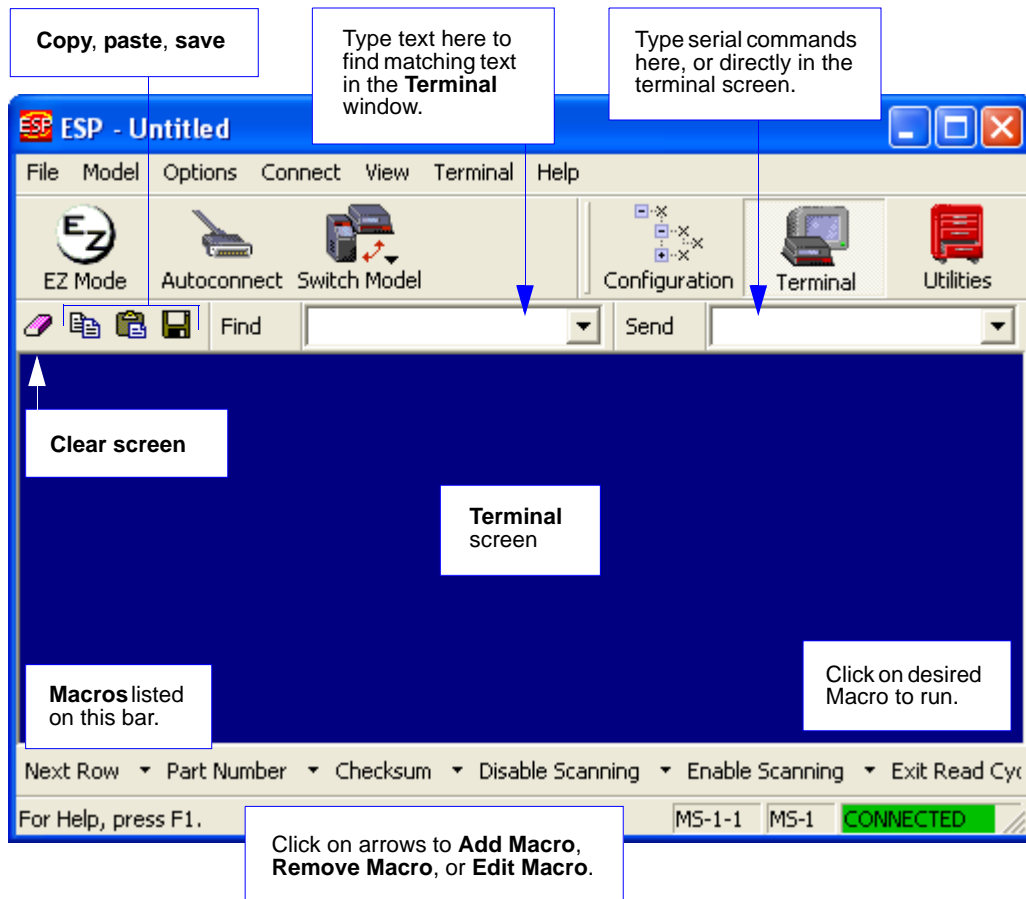 Copy, paste, save
Type text here to
find matching text
in the Terminal
window.
Type serial commands
here, or directly in the
terminal screen.
ESP ESP - Untitled
File Model Options Connect View Terminal Help
EZ
EZ Mode Autoconnect Switch Model Configuration Terminal Utilities
Find Send
Clear screen
Terminal
screen
Macros listed
on this bar.
Click on desired
Macro to run.
Next Row Part Number Checksum Disable Scanning Enable Scanning Exit Read Cyc
For Help, press F1. MS-1-1 MS-1 CONNECTED
Click on arrows to Add Macro,
Remove Macro, or Edit Macro.